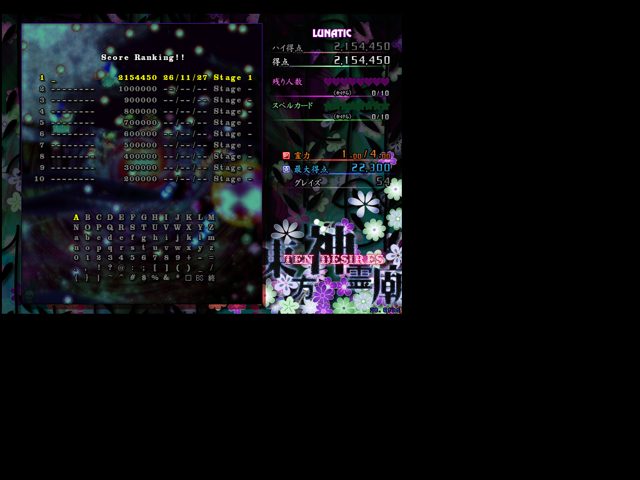 LUNATIC
ハイ得点 2,154,450
得点 2,154,450
残り人数
0/10
スペルカード
0/10
霊力 1.00/4.00
最大得点 22,300
グレイズ 54
Score Ranking!!
1 _ 2154450 26/11/27 Stage 1
2 -------- 1000000 --/--/-- Stage -
3 -------- 900000 --/--/-- Stage -
4 -------- 800000 --/--/-- Stage -
5 -------- 700000 --/--/-- Stage -
6 -------- 600000 --/--/-- Stage -
7 -------- 500000 --/--/-- Stage -
8 -------- 400000 --/--/-- Stage -
9 -------- 300000 --/--/-- Stage -
10 -------- 200000 --/--/-- Stage -
A B C D E F G H I J K L M
N O P Q R S T U V W X Y Z
a b c d e f g h i j k l m
n o p q r s t u v w x y z
0 1 2 3 4 5 6 7 8 9 + - =
. , ! ? @ : ; [ ] ( ) _ /
{ } | ~ ^ # $ % & * □ BS 終
東方神霊廟
TEN DESIRES